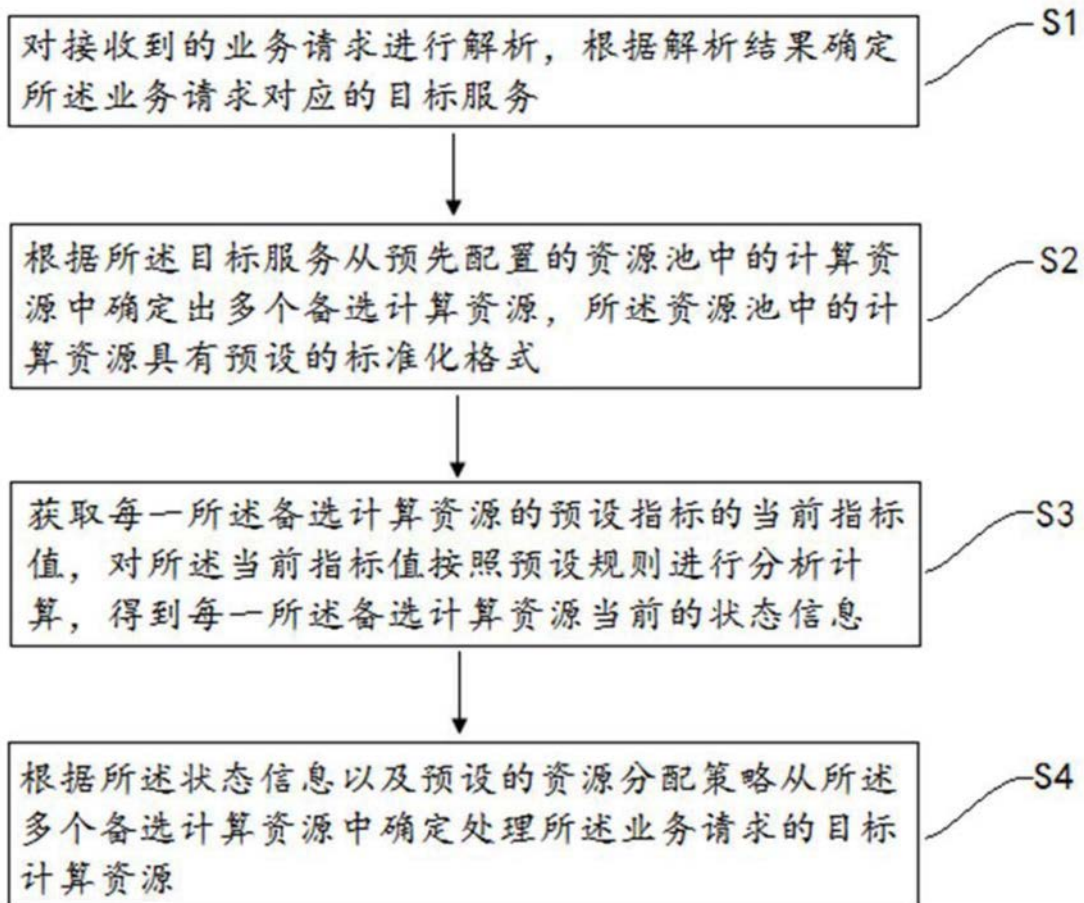 对接收到的业务请求进行解析，根据解析结果确定
所述业务请求对应的目标服务
S1
根据所述目标服务从预先配置的资源池中的计算资
源中确定出多个备选计算资源，所述资源池中的计
算资源具有预设的标准化格式
S2
获取每一所述备选计算资源的预设指标的当前指标
值，对所述当前指标值按照预设规则进行分析计
算，得到每一所述备选计算资源当前的状态信息
S3
根据所述状态信息以及预设的资源分配策略从所述
多个备选计算资源中确定处理所述业务请求的目标
计算资源
S4